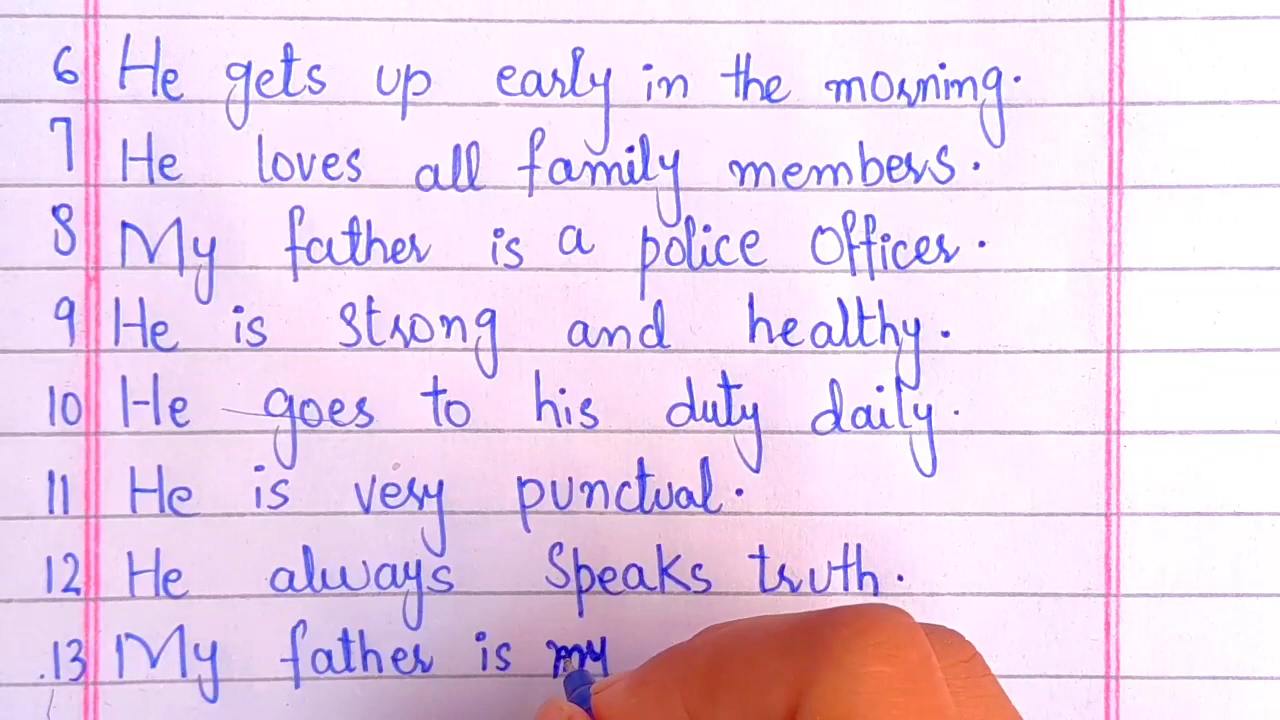 6 He gets up early in the morning.
7 He loves all family members.
8 My father is a police officer.
9 He is strong and healthy.
10 He goes to his duty daily.
11 He is very punctual.
12 He always Speaks truth.
13 My father is my